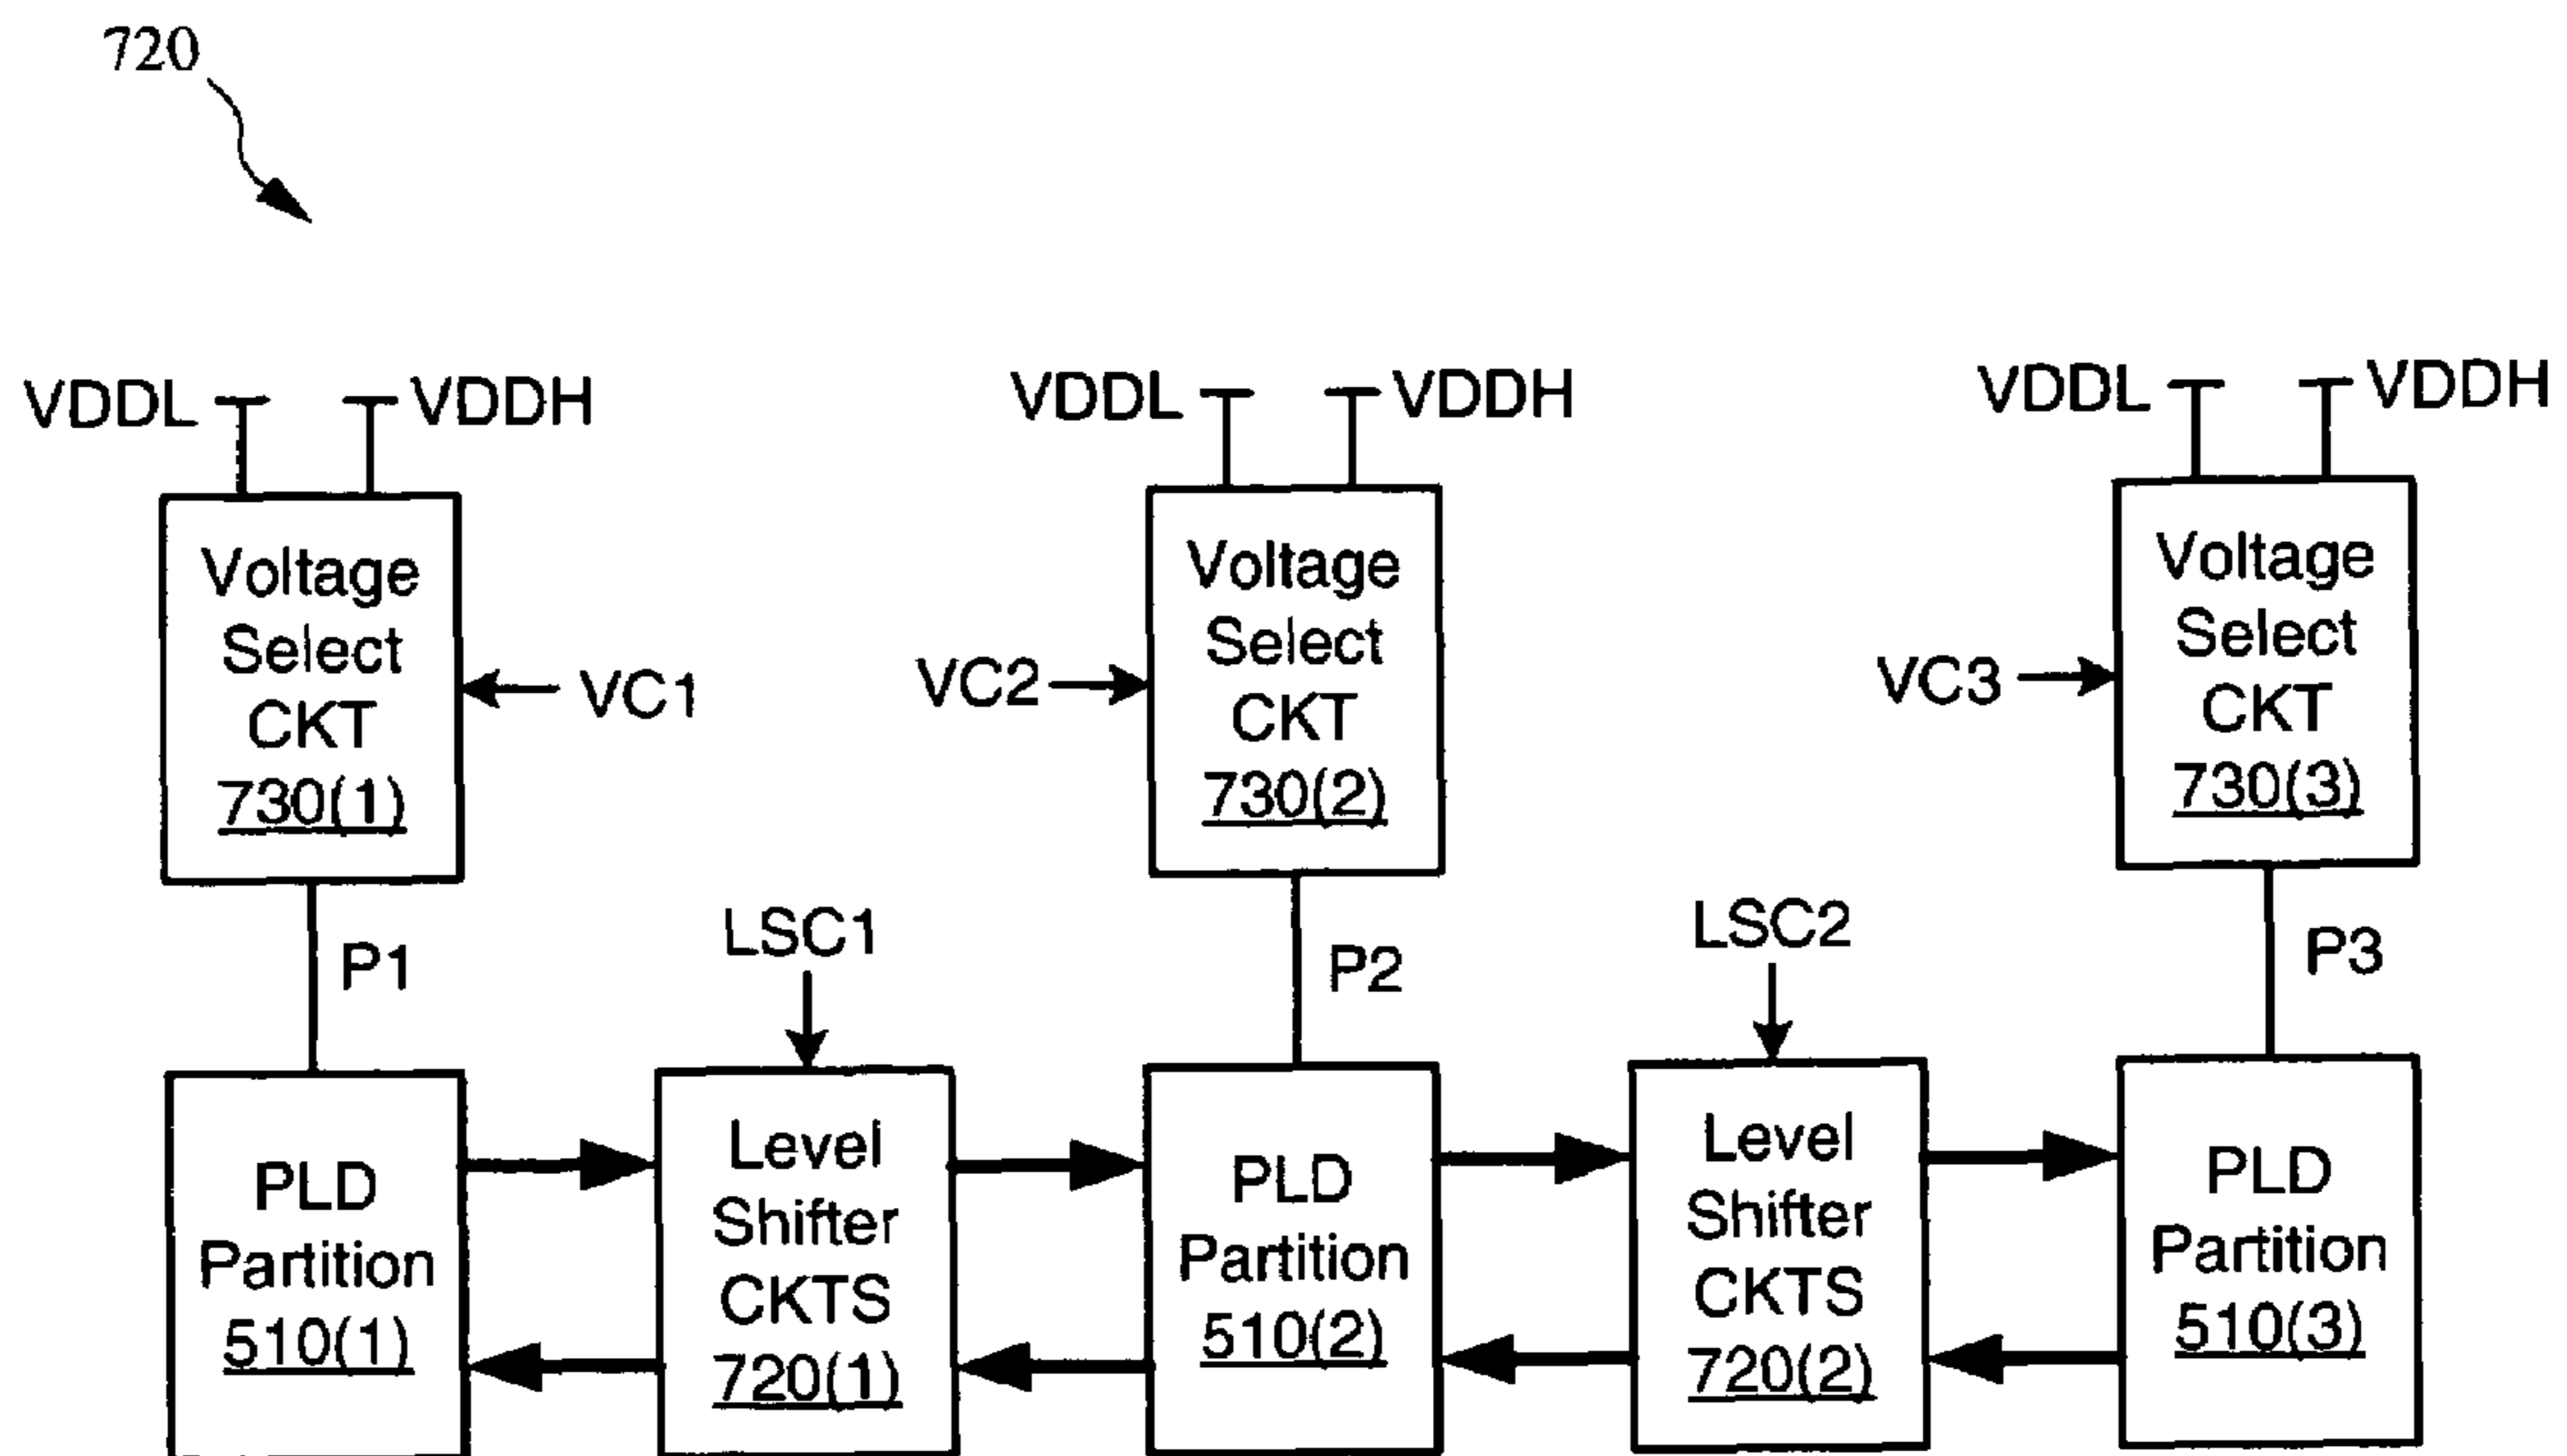 720
VDDL VDDH
VDDL VDDH
VDDL VDDH
Voltage
Select
CKT
730(1)
VC1
VC2
Voltage
Select
CKT
730(2)
VC3
Voltage
Select
CKT
730(3)
P1
LSC1
P2
LSC2
P3
PLD
Partition
510(1)
Level
Shifter
CKTS
720(1)
PLD
Partition
510(2)
Level
Shifter
CKTS
720(2)
PLD
Partition
510(3)